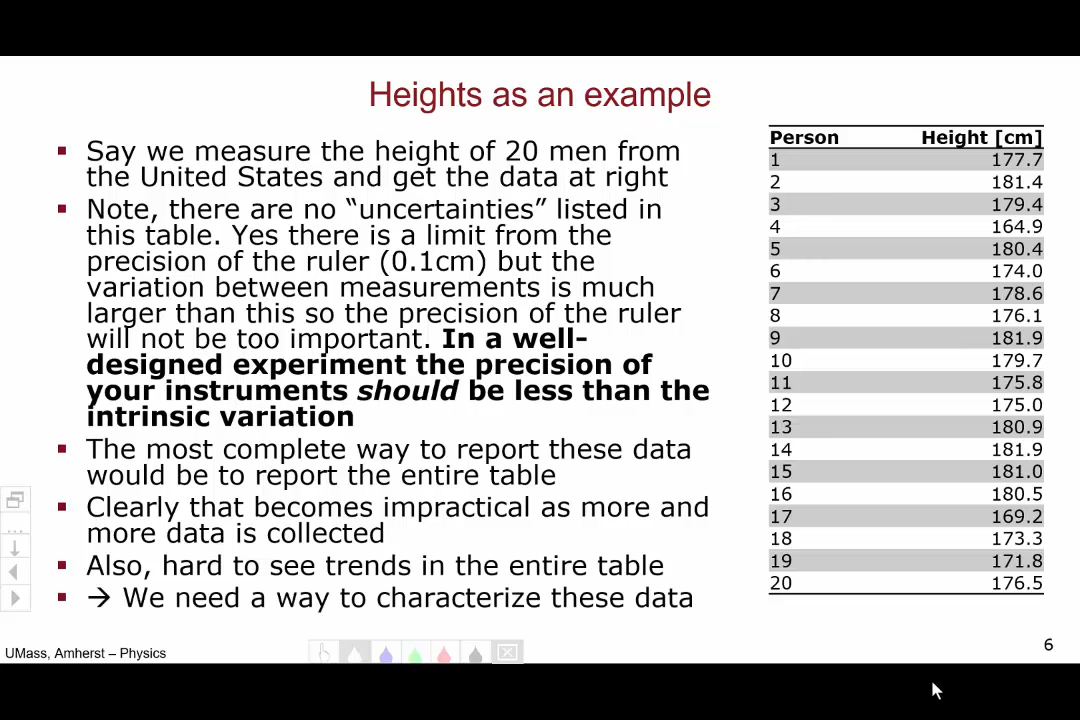 Heights as an example
▪ Say we measure the height of 20 men from
the United States and get the data at right
▪ Note, there are no “uncertainties” listed in
this table. Yes there is a limit from the
precision of the ruler (0.1cm) but the
variation between measurements is much
larger than this so the precision of the ruler
will not be too important. In a well-
designed experiment the precision of
your instruments should be less than the
intrinsic variation
▪ The most complete way to report these data
would be to report the entire table
▪ Clearly that becomes impractical as more and
more data is collected
▪ Also, hard to see trends in the entire table
▪ → We need a way to characterize these data
Person Height [cm]
1 177.7
2 181.4
3 179.4
4 164.9
5 180.4
6 174.0
7 178.6
8 176.1
9 181.9
10 179.7
11 175.8
12 175.0
13 180.9
14 181.9
15 181.0
16 180.5
17 169.2
18 173.3
19 171.8
20 176.5
UMass, Amherst – Physics
6